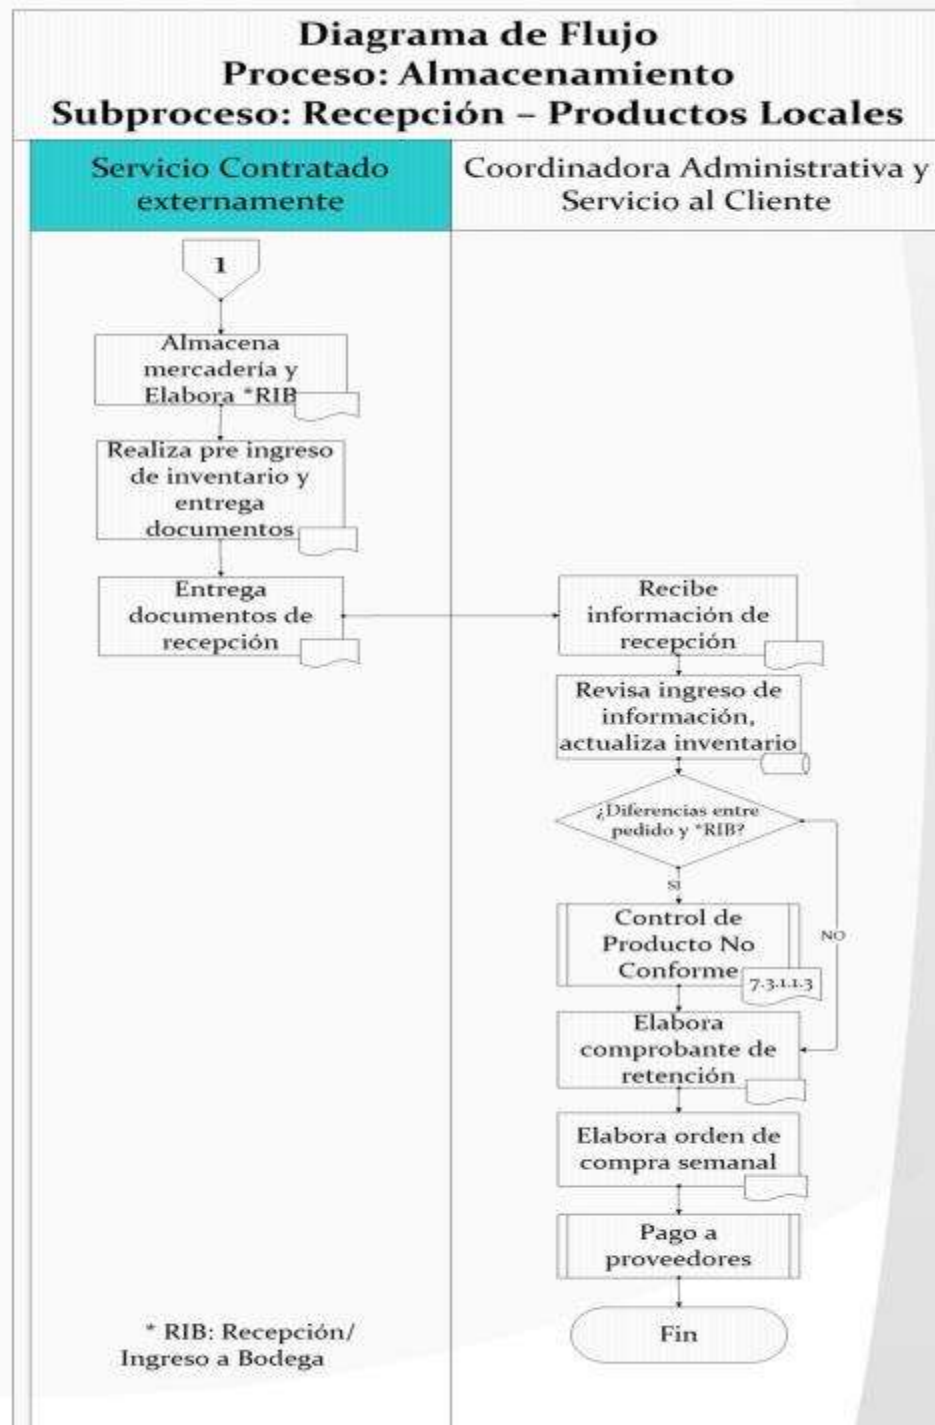 Diagrama de Flujo
Proceso: Almacenamiento
Subproceso: Recepción – Productos Locales
Servicio Contratado
externamente
Coordinadora Administrativa y
Servicio al Cliente
1
Almacena
mercadería y
Elabora *RIB
Realiza pre ingreso
de inventario y
entrega
documentos
Entrega
documentos de
recepción
Recibe
información de
recepción
Revisa ingreso de
información,
actualiza inventario
¿Diferencias entre
pedido y *RIB?
SI
NO
Control de
Producto No
Conforme
7.3.1.1.3
Elabora
comprobante de
retención
Elabora orden de
compra semanal
Pago a
proveedores
Fin
* RIB: Recepción/
Ingreso a Bodega